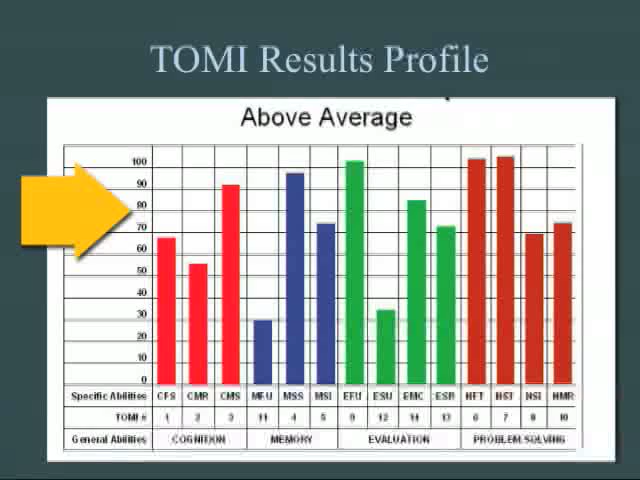 TOMI Results Profile
Above Average
100
90
80
70
60
50
40
30
20
10
0
Specific Abilities CFS CMR CMS MFU MSS MSI EFU ESU EMC ESR NFT NST NSI NMR
TOMI # 1 2 3 11 4 5 9 12 14 13 6 7 8 10
General Abilities COGNITION MEMORY EVALUATION PROBLEM SOLVING